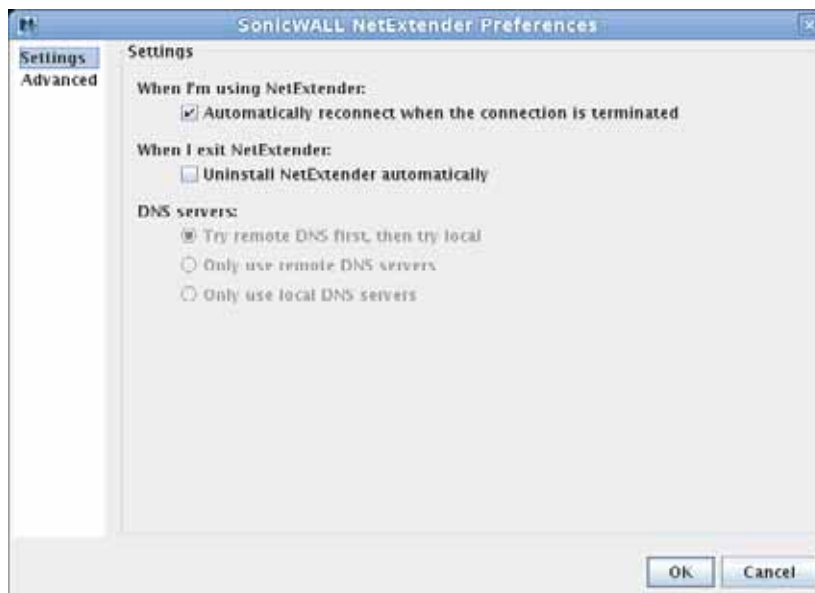 SonicWALL NetExtender Preferences
Settings
Advanced
Settings
When I'm using NetExtender:
Automatically reconnect when the connection is terminated
When I exit NetExtender:
Uninstall NetExtender automatically
DNS servers:
Try remote DNS first, then try local
Only use remote DNS servers
Only use local DNS servers
OK
Cancel